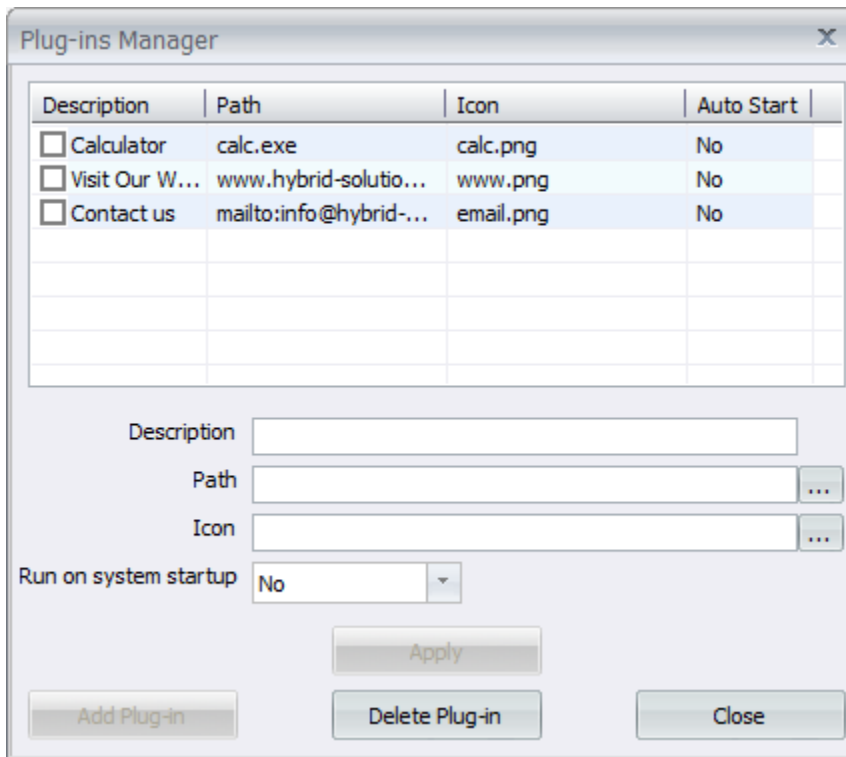 Plug-ins Manager x
Description Path Icon Auto Start
Calculator calc.exe calc.png No
Visit Our W... www.hybrid-solutio... www.png No
Contact us mailto:info@hybrid-... email.png No
Description
Path ...
Icon ...
Run on system startup No
Apply
Add Plug-in Delete Plug-in Close